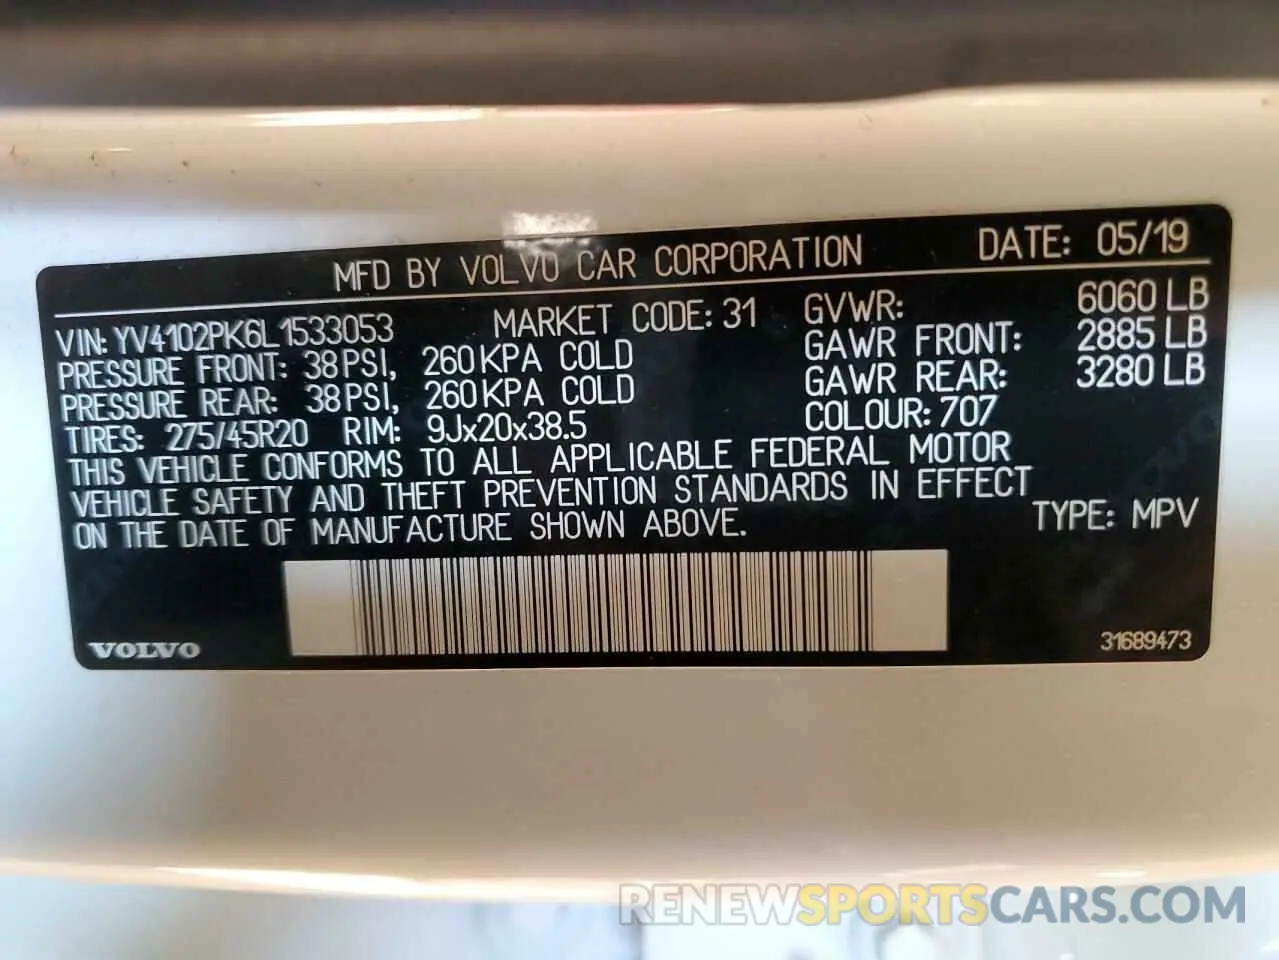 MFD BY VOLVO CAR CORPORATION DATE: 05/19
VIN: YV4102PK6L1533053 MARKET CODE: 31 GVWR: 6060 LB
PRESSURE FRONT: 38 PSI, 260 KPA COLD GAWR FRONT: 2885 LB
PRESSURE REAR: 38 PSI, 260 KPA COLD GAWR REAR: 3280 LB
TIRES: 275/45R20 RIM: 9Jx20x38.5 COLOUR: 707
THIS VEHICLE CONFORMS TO ALL APPLICABLE FEDERAL MOTOR
VEHICLE SAFETY AND THEFT PREVENTION STANDARDS IN EFFECT
ON THE DATE OF MANUFACTURE SHOWN ABOVE. TYPE: MPV
VOLVO 31689473
RENEWSPORTSCARS.COM